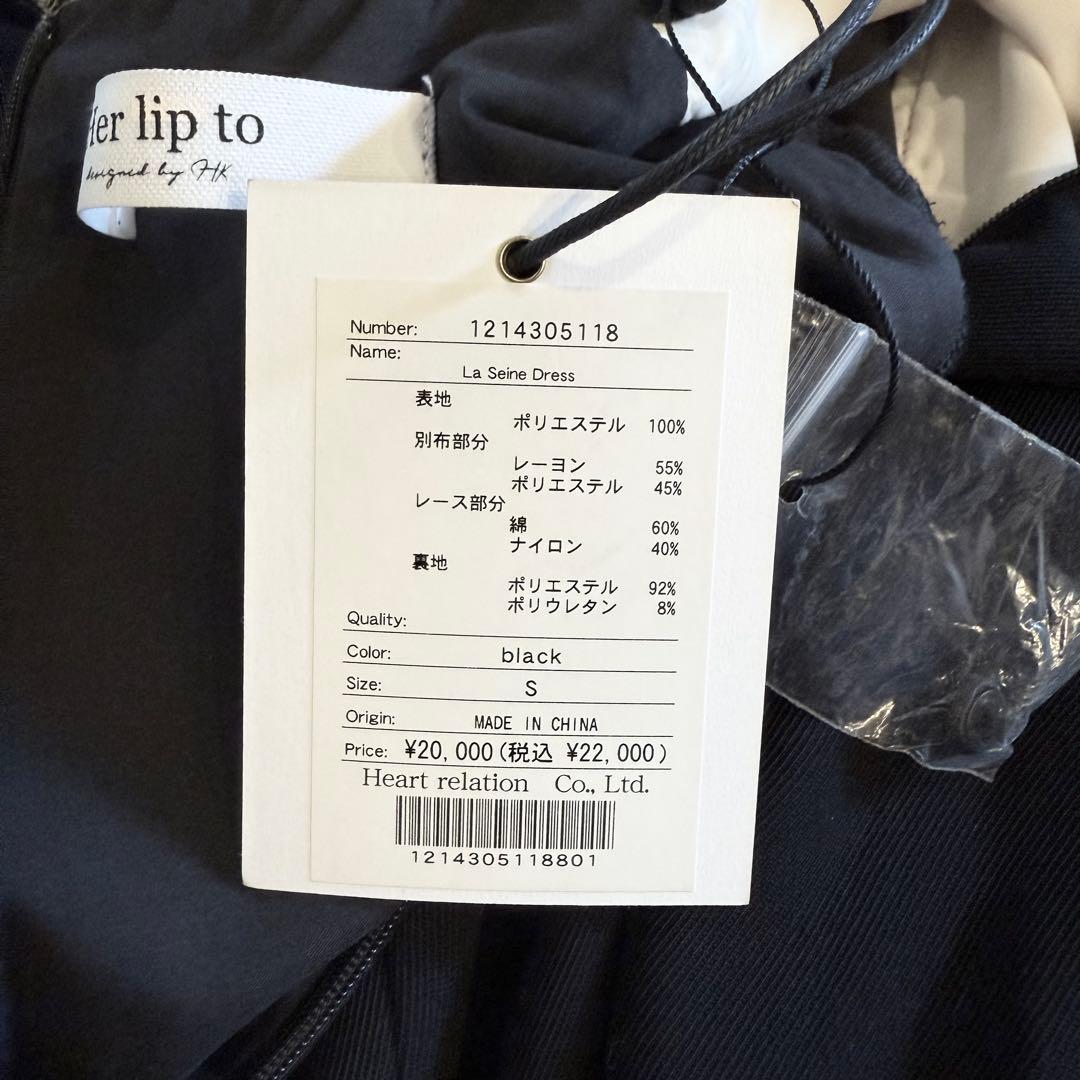 Her lip to
designed by HK
Number: 1214305118
Name:
La Seine Dress
表地
ポリエステル 100%
別布部分
レーヨン 55%
ポリエステル 45%
レース部分
綿 60%
ナイロン 40%
裏地
ポリエステル 92%
ポリウレタン 8%
Quality:
Color: black
Size: S
Origin: MADE IN CHINA
Price: ¥20,000(税込 ¥22,000)
Heart relation Co., Ltd.
1214305118801